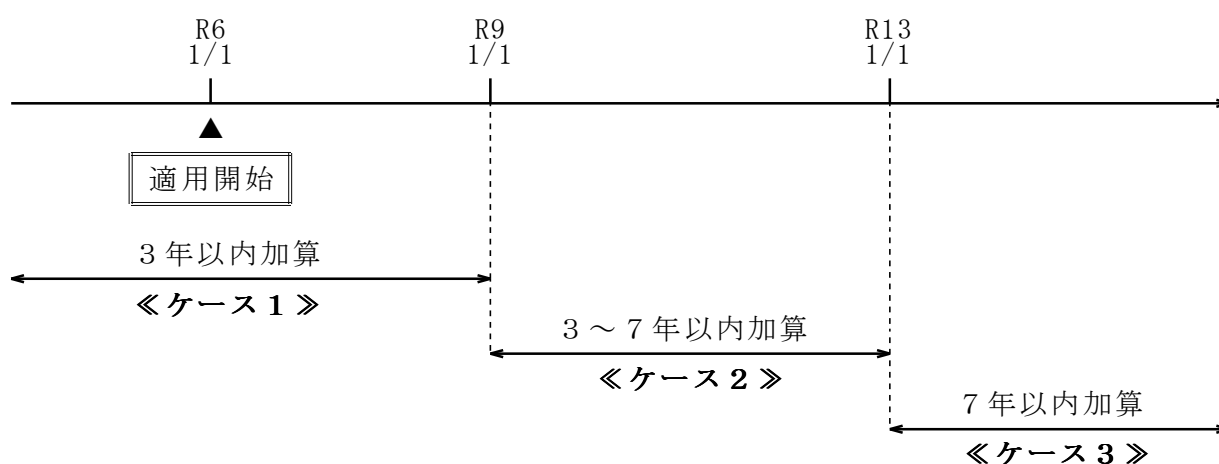 R6
1/1
R9
1/1
R13
1/1
▲
適用開始
3年以内加算
≪ケース1≫
3～7年以内加算
≪ケース2≫
7年以内加算
≪ケース3≫